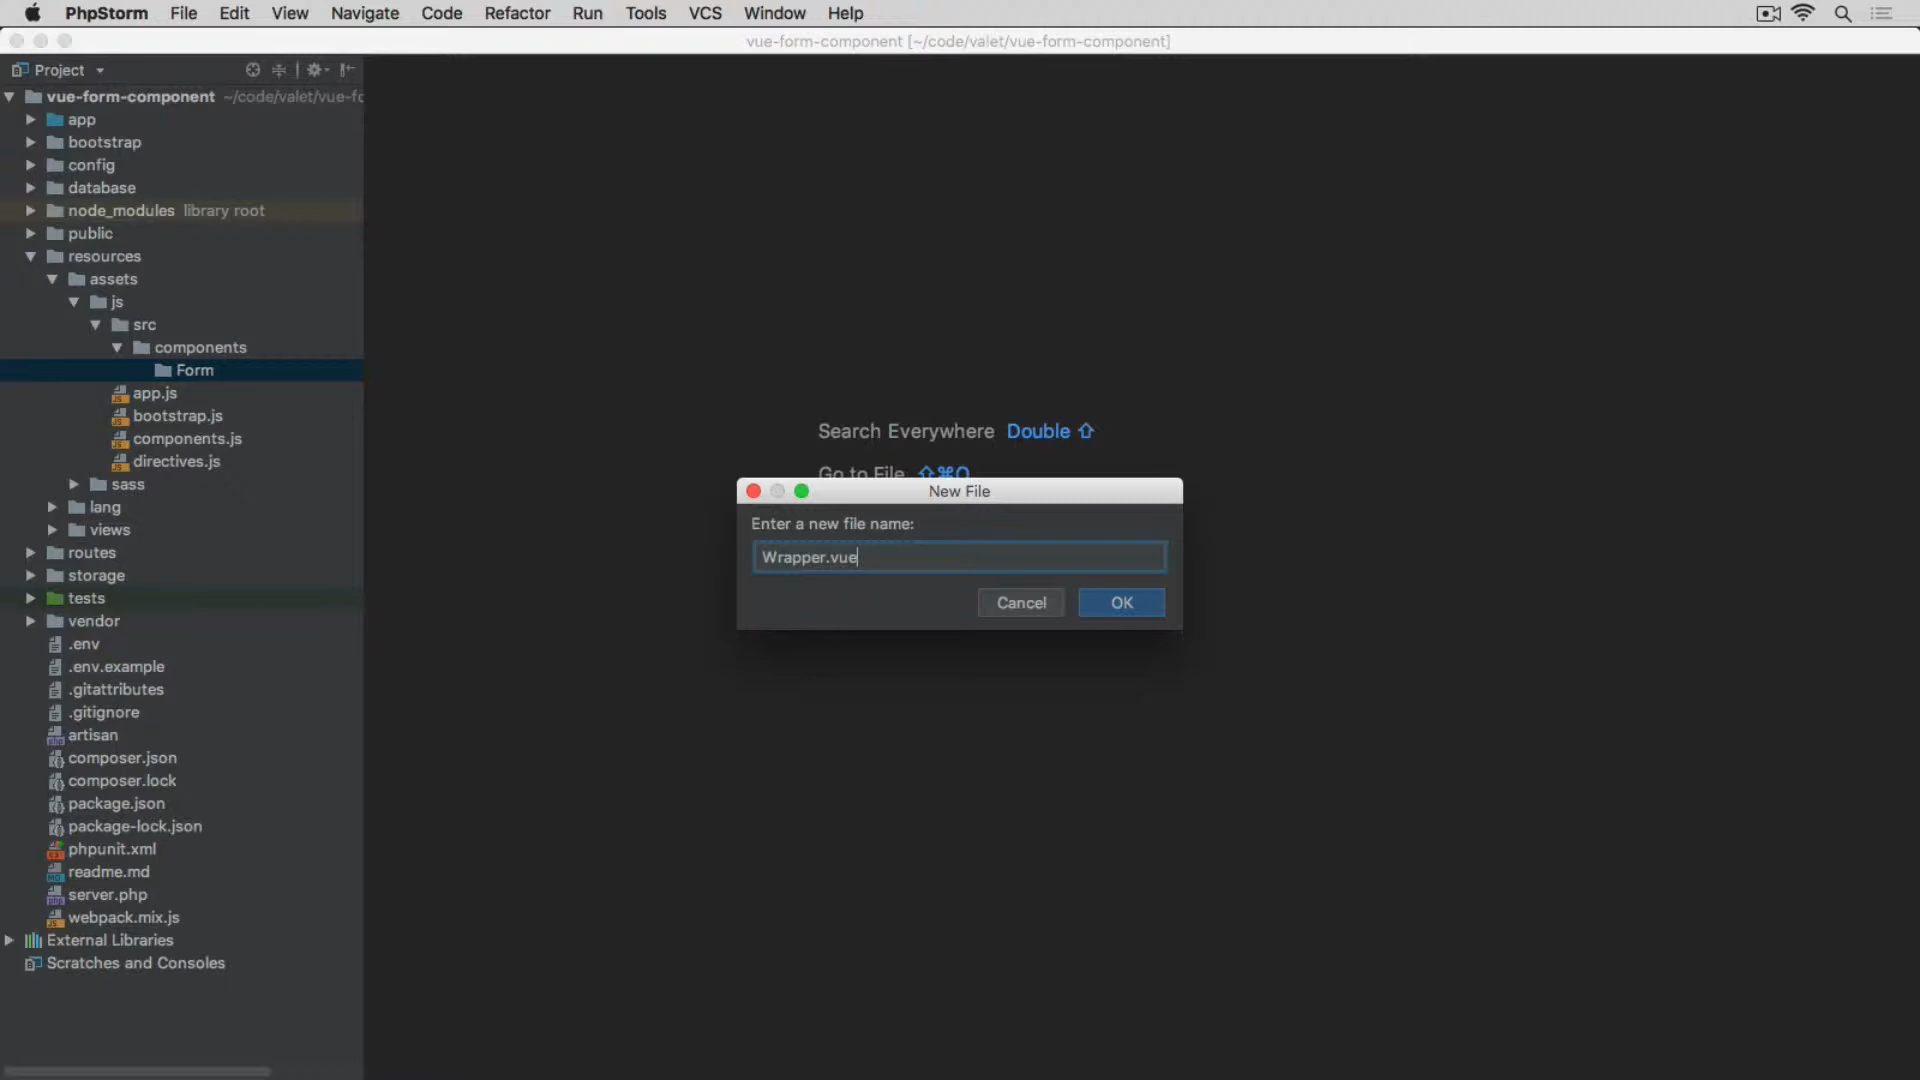 PhpStorm File Edit View Navigate Code Refactor Run Tools VCS Window Help
vue-form-component [~/code/valet/vue-form-component]
Project
vue-form-component ~/code/valet/vue-fo
app
bootstrap
config
database
node_modules library root
public
resources
assets
js
src
components
Form
app.js
bootstrap.js
components.js
directives.js
sass
lang
views
routes
storage
tests
vendor
.env
.env.example
.gitattributes
.gitignore
artisan
composer.json
composer.lock
package.json
package-lock.json
phpunit.xml
readme.md
server.php
webpack.mix.js
External Libraries
Scratches and Consoles
Search Everywhere Double ⇧
Go to File ⇧⌘O
New File
Enter a new file name:
Wrapper.vue
Cancel OK